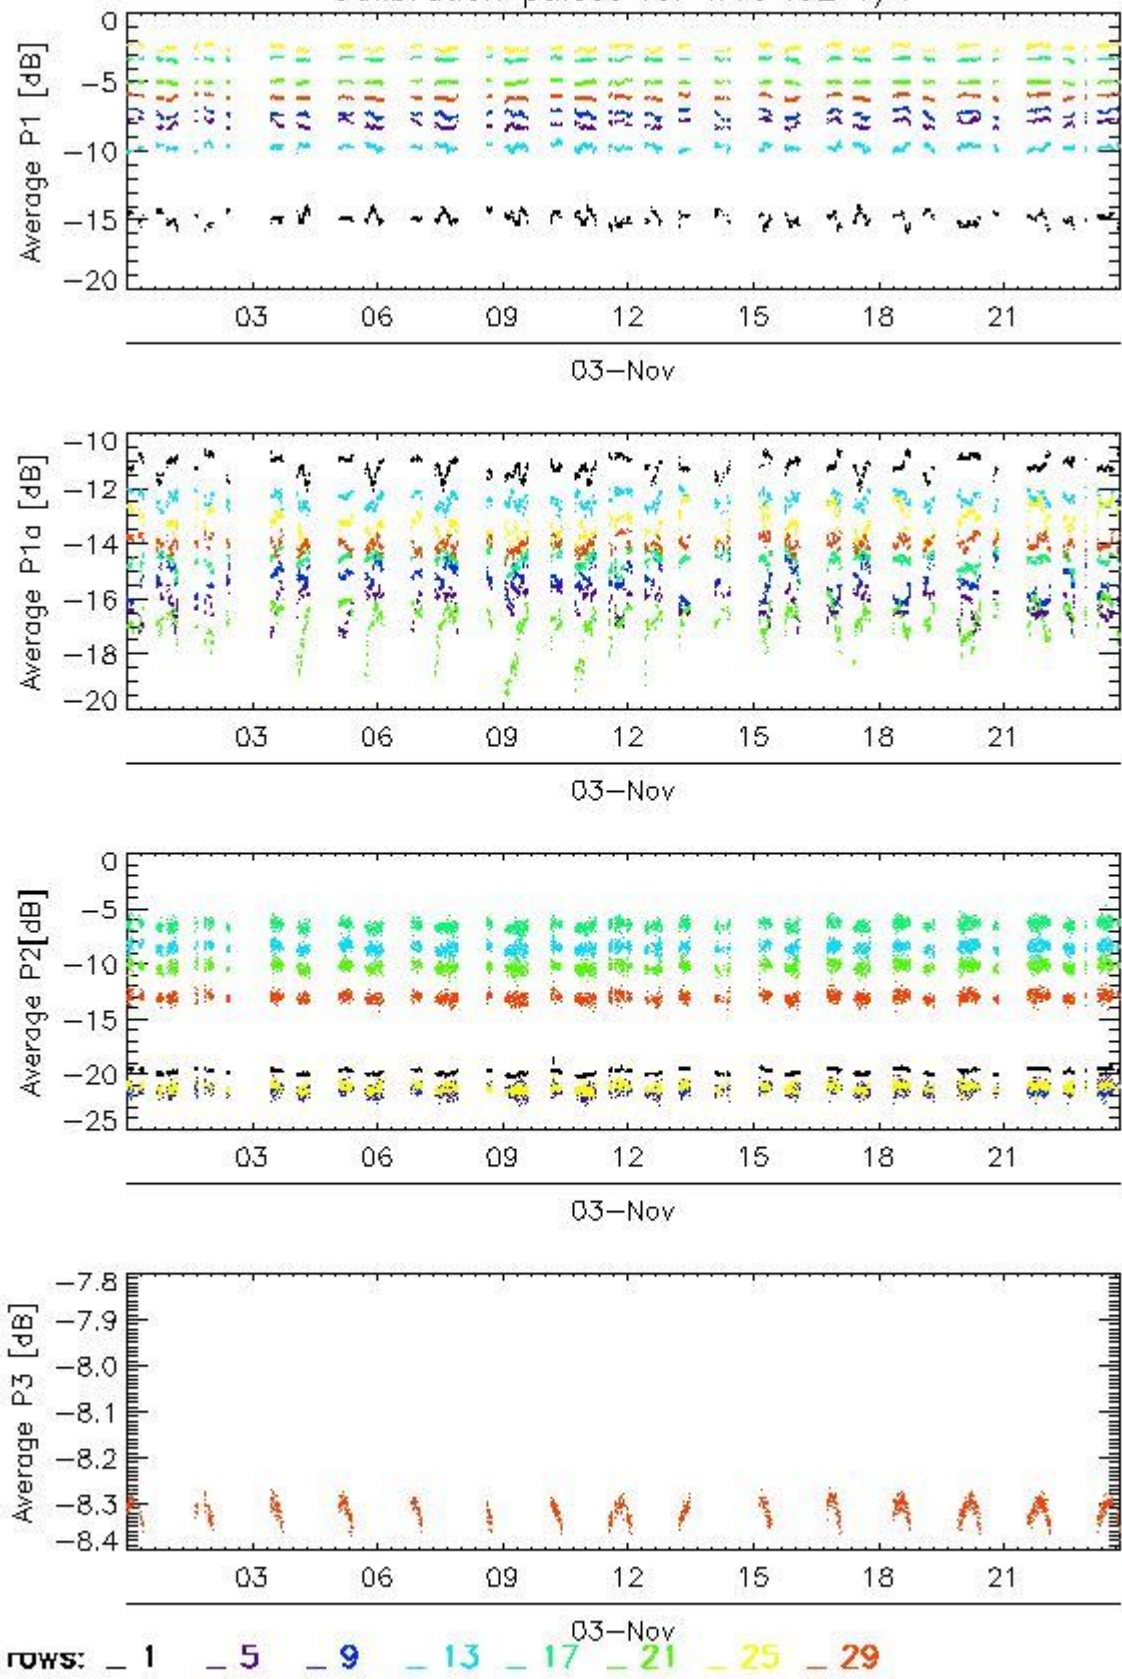 0
-5
-10
-15
-20
Average P1 [dB]
03 06 09 12 15 18 21
03-Nov
-10
-12
-14
-16
-18
-20
Average P1a [dB]
03 06 09 12 15 18 21
03-Nov
0
-5
-10
-15
-20
-25
Average P2[dB]
03 06 09 12 15 18 21
03-Nov
-7.8
-7.9
-8.0
-8.1
-8.2
-8.3
-8.4
Average P3 [dB]
03 06 09 12 15 18 21
03-Nov
rows: _ 1 _ 5 _ 9 _ 13 _ 17 _ 21 _ 25 _ 29